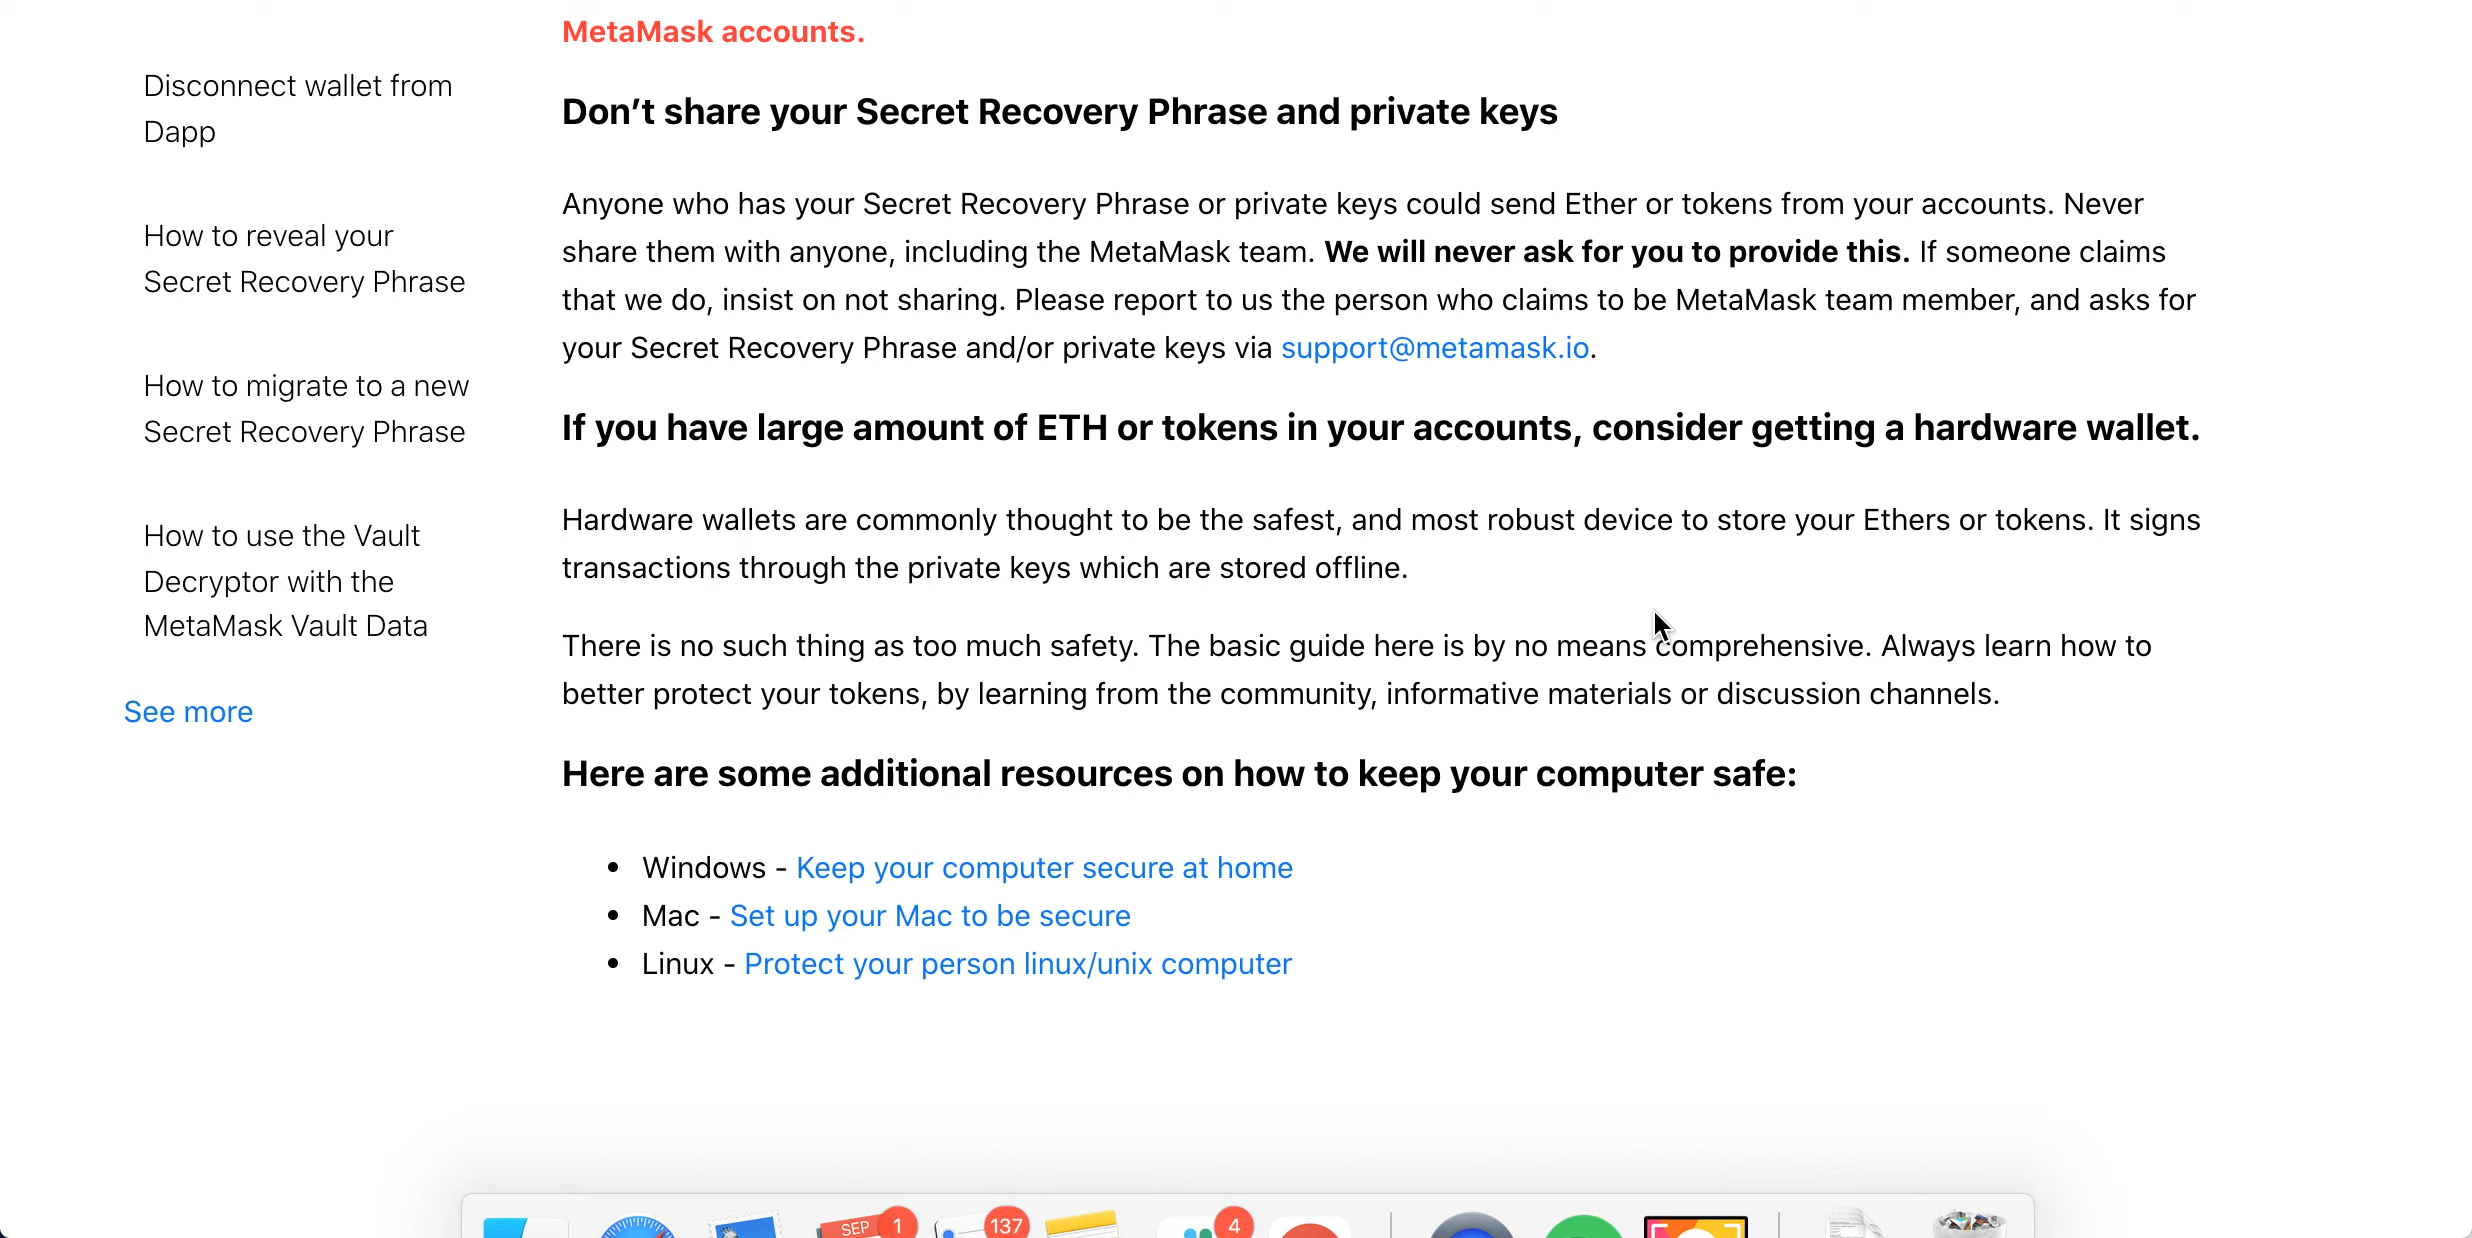 MetaMask accounts.
Disconnect wallet from
Dapp
How to reveal your
Secret Recovery Phrase
How to migrate to a new
Secret Recovery Phrase
How to use the Vault
Decryptor with the
MetaMask Vault Data
See more
Don’t share your Secret Recovery Phrase and private keys
Anyone who has your Secret Recovery Phrase or private keys could send Ether or tokens from your accounts. Never
share them with anyone, including the MetaMask team. We will never ask for you to provide this. If someone claims
that we do, insist on not sharing. Please report to us the person who claims to be MetaMask team member, and asks for
your Secret Recovery Phrase and/or private keys via support@metamask.io.
If you have large amount of ETH or tokens in your accounts, consider getting a hardware wallet.
Hardware wallets are commonly thought to be the safest, and most robust device to store your Ethers or tokens. It signs
transactions through the private keys which are stored offline.
There is no such thing as too much safety. The basic guide here is by no means comprehensive. Always learn how to
better protect your tokens, by learning from the community, informative materials or discussion channels.
Here are some additional resources on how to keep your computer safe:
• Windows - Keep your computer secure at home
• Mac - Set up your Mac to be secure
• Linux - Protect your person linux/unix computer
SEP 1 137 4